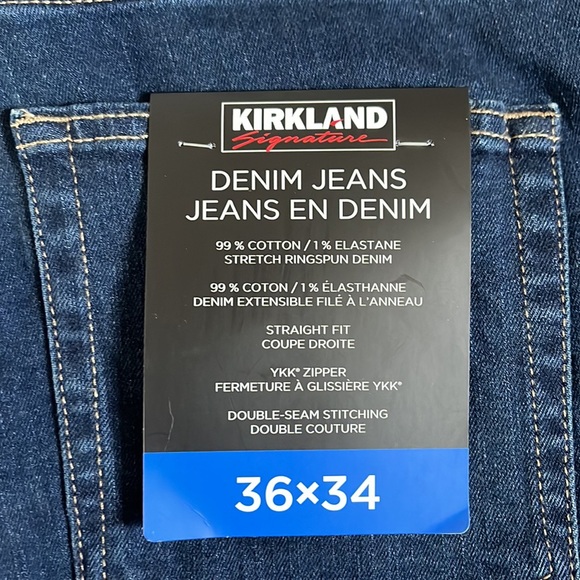 KIRKLAND
Signature
DENIM JEANS
JEANS EN DENIM
99 % COTTON / 1 % ELASTANE
STRETCH RINGSPUN DENIM
99 % COTON / 1 % ÉLASTHANNE
DENIM EXTENSIBLE FILÉ À L'ANNEAU
STRAIGHT FIT
COUPE DROITE
YKK® ZIPPER
FERMETURE À GLISSIÈRE YKK®
DOUBLE-SEAM STITCHING
DOUBLE COUTURE
36×34